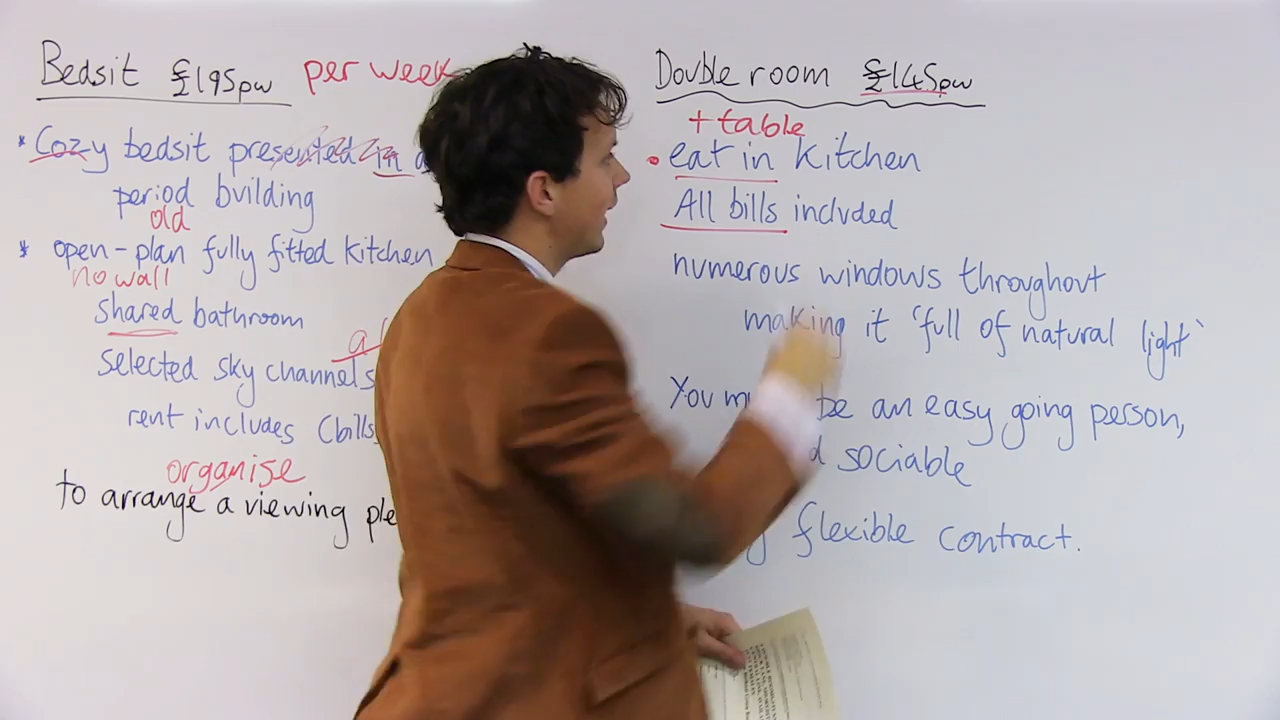 Bedsit £195pw per week
* Cozy bedsit presented in a
period building
old
* open-plan fully fitted kitchen
no wall
shared bathroom
selected sky channels
rent includes (bills
organise
to arrange a viewing
Double room £145pw
+ table
• eat in kitchen
All bills included
numerous windows throughout
making it 'full of natural light'
You be an easy going person,
sociable
flexible contract.